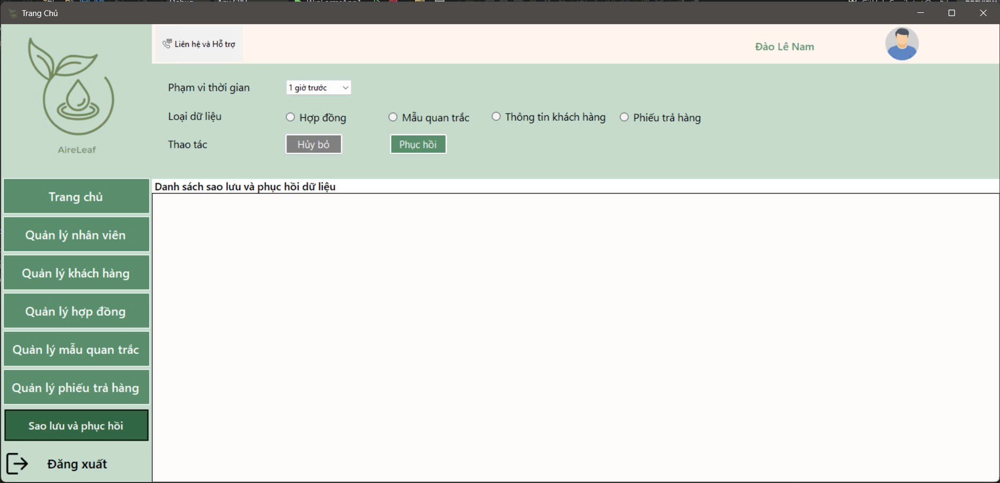 Trang Chủ
Liên hệ và Hỗ trợ
Đào Lê Nam
AireLeaf
Phạm vi thời gian
1 giờ trước
Loại dữ liệu
Hợp đồng
Mẫu quan trắc
Thông tin khách hàng
Phiếu trả hàng
Thao tác
Hủy bỏ
Phục hồi
Trang chủ
Quản lý nhân viên
Quản lý khách hàng
Quản lý hợp đồng
Quản lý mẫu quan trắc
Quản lý phiếu trả hàng
Sao lưu và phục hồi
Đăng xuất
Danh sách sao lưu và phục hồi dữ liệu